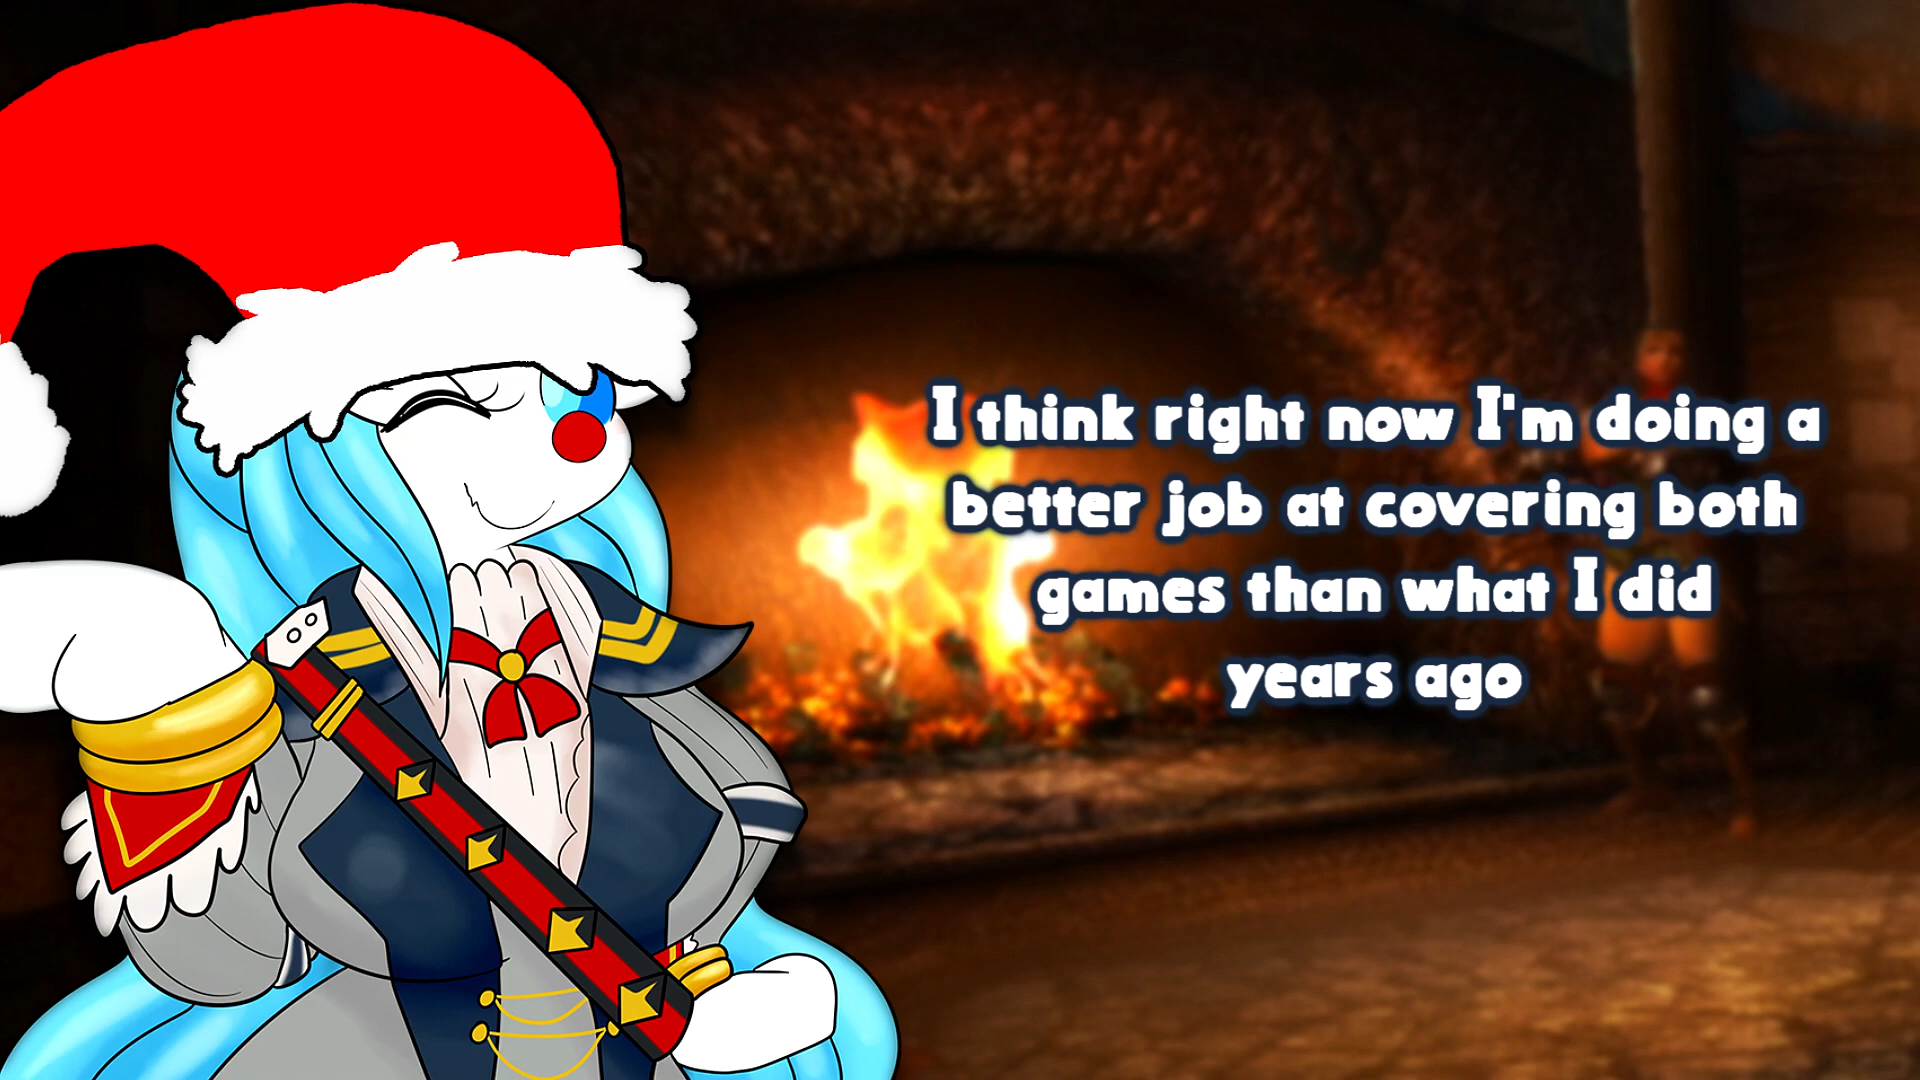 I think right now I'm doing a
better job at covering both
games than what I did
years ago